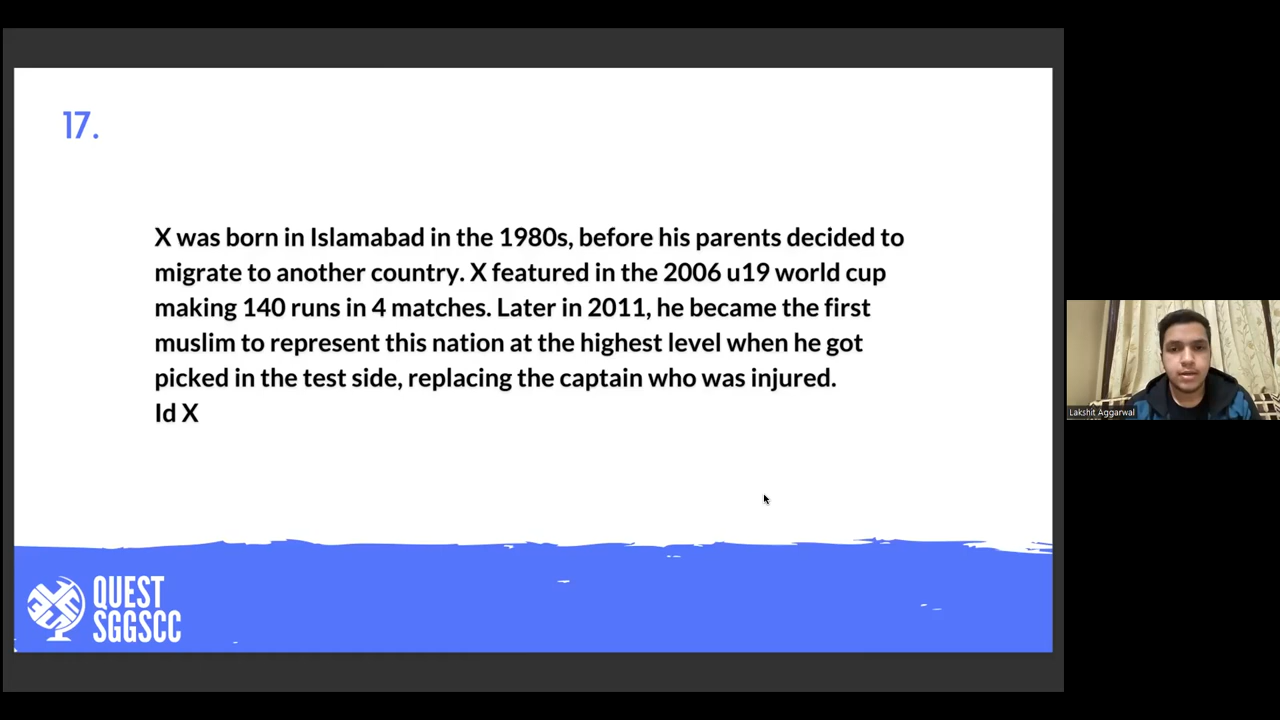 17.
X was born in Islamabad in the 1980s, before his parents decided to
migrate to another country. X featured in the 2006 u19 world cup
making 140 runs in 4 matches. Later in 2011, he became the first
muslim to represent this nation at the highest level when he got
picked in the test side, replacing the captain who was injured.
Id X
QUEST
SGGSCC
Lakshit Aggarwal